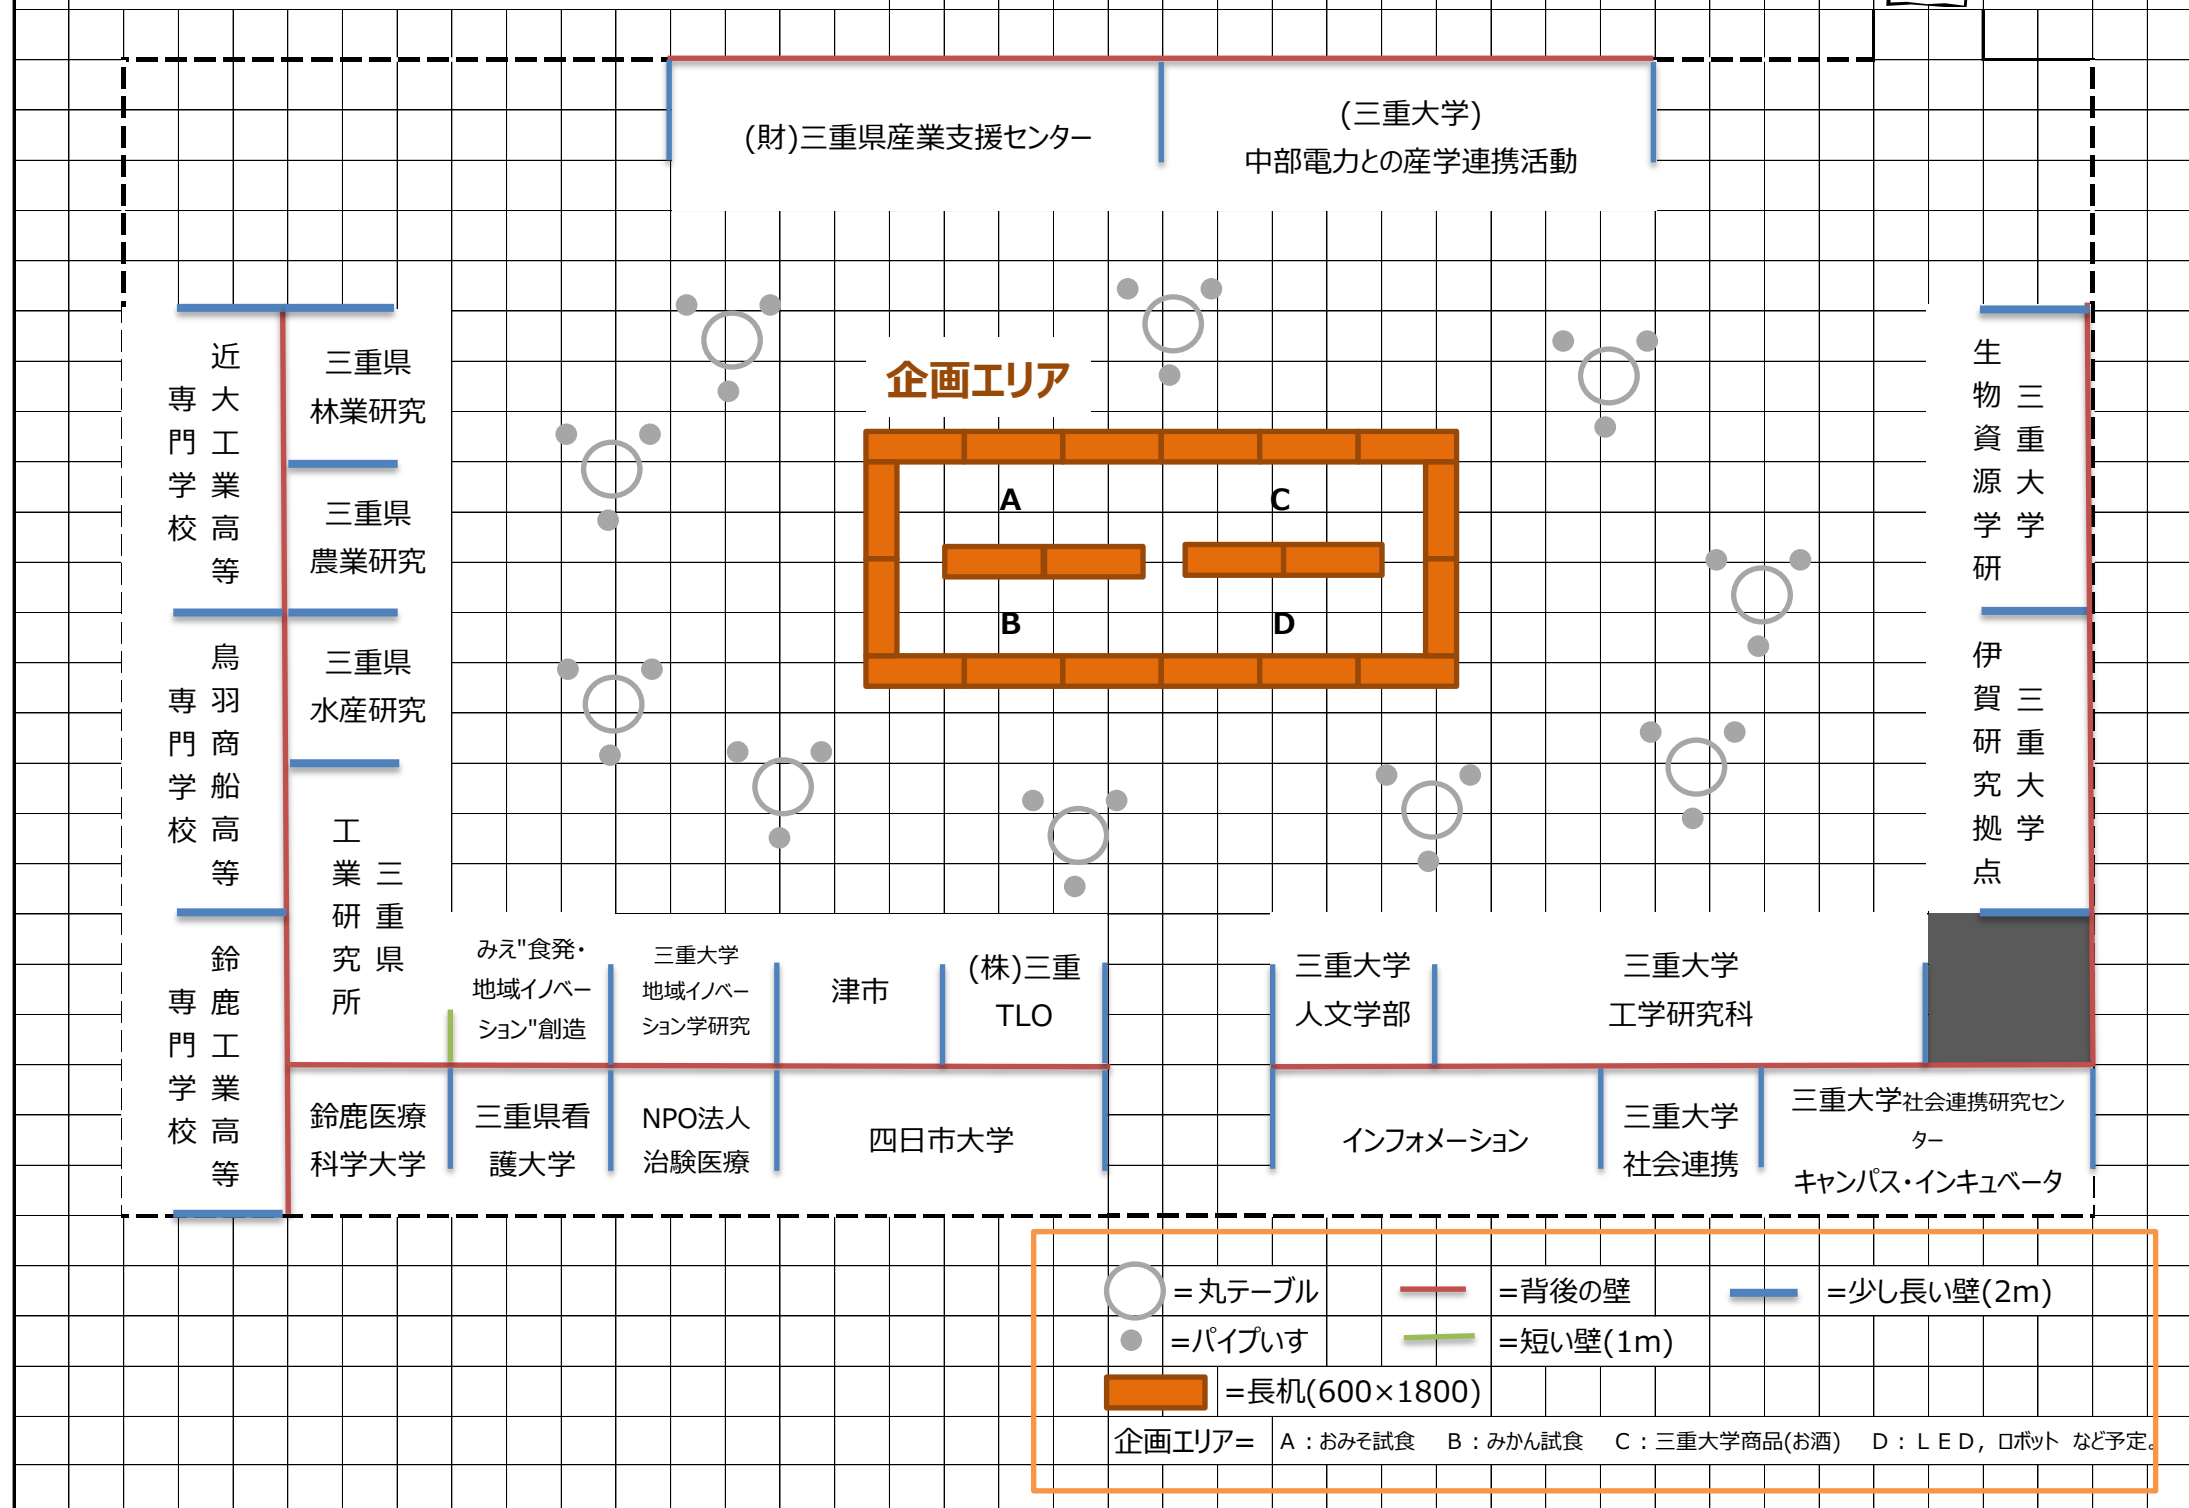 (財)三重県産業支援センター
(三重大学)
中部電力との産学連携活動
企画エリア
A
C
B
D
近大工業高等
専門学校
鳥羽商船高等
専門学校
鈴鹿工業高等
専門学校
三重県
林業研究
三重県
農業研究
三重県
水産研究
三重県
工業研究所
三重大学
生物資源学研
三重大学
伊賀研究拠点
みえ"食発・
地域イノベー
ション"創造
三重大学
地域イノベー
ション学研究
津市
(株)三重
TLO
三重大学
人文学部
三重大学
工学研究科
鈴鹿医療
科学大学
三重県看
護大学
NPO法人
治験医療
四日市大学
インフォメーション
三重大学
社会連携
三重大学社会連携研究セン
ター
キャンパス・インキュベータ
=丸テーブル
=背後の壁
=少し長い壁(2m)
=パイプいす
=短い壁(1m)
=長机(600×1800)
企画エリア= A：おみそ試食 B：みかん試食 C：三重大学商品(お酒) D：ＬＥＤ，ロボット など予定。